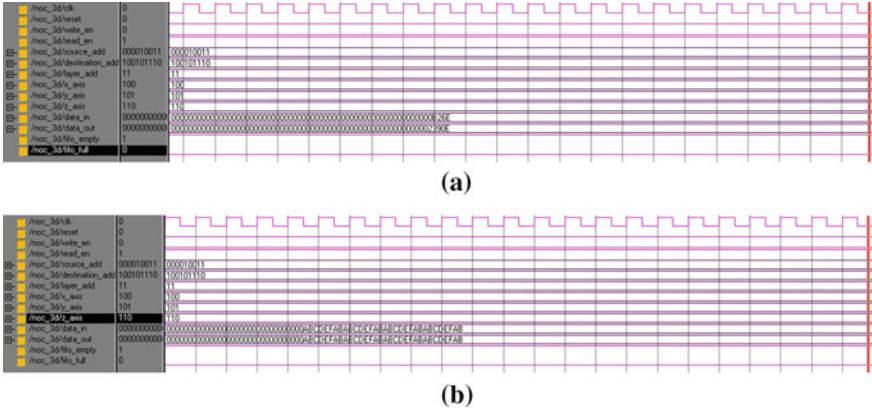 /noc_3d/clk 0
/noc_3d/reset 0
/noc_3d/write_en 0
/noc_3d/read_en 1
/noc_3d/source_add 000010011 000010011
/noc_3d/destination_add 100101110 100101110
/noc_3d/layer_add 11 11
/noc_3d/x_axis 100 100
/noc_3d/y_axis 101 101
/noc_3d/z_axis 110 110
/noc_3d/data_in
/noc_3d/data_out
/noc_3d/fifo_empty 1
/noc_3d/fifo_full 0
(a)
/noc_3d/clk 0
/noc_3d/reset 0
/noc_3d/write_en 0
/noc_3d/read_en 1
/noc_3d/source_add 000010011 000010011
/noc_3d/destination_add 100101110 100101110
/noc_3d/layer_add 11 11
/noc_3d/x_axis 100 100
/noc_3d/y_axis 101 101
/noc_3d/z_axis 110 110
/noc_3d/data_in
/noc_3d/data_out
/noc_3d/fifo_empty 1
/noc_3d/fifo_full 0
(b)